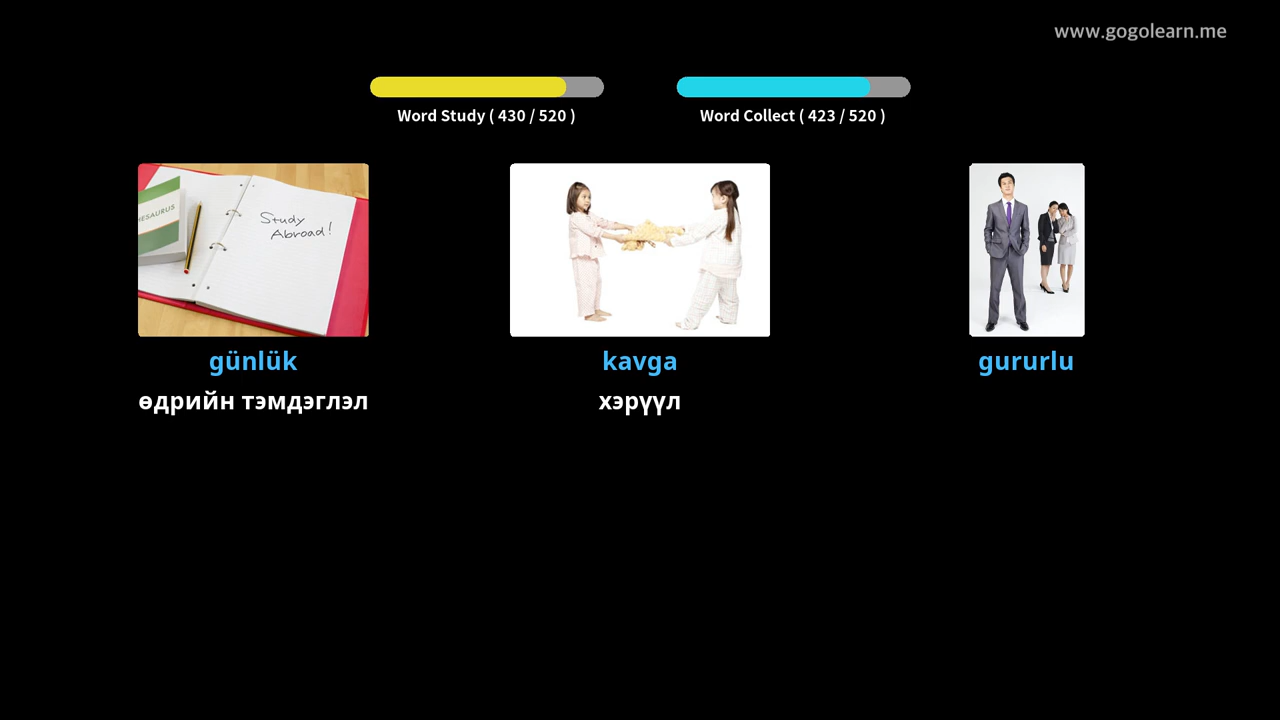 www.gogolearn.me
Word Study ( 430 / 520 )
Word Collect ( 423 / 520 )
HESAURUS
Study
Abroad!
günlük
kavga
gururlu
өдрийн тэмдэглэл
хэрүүл